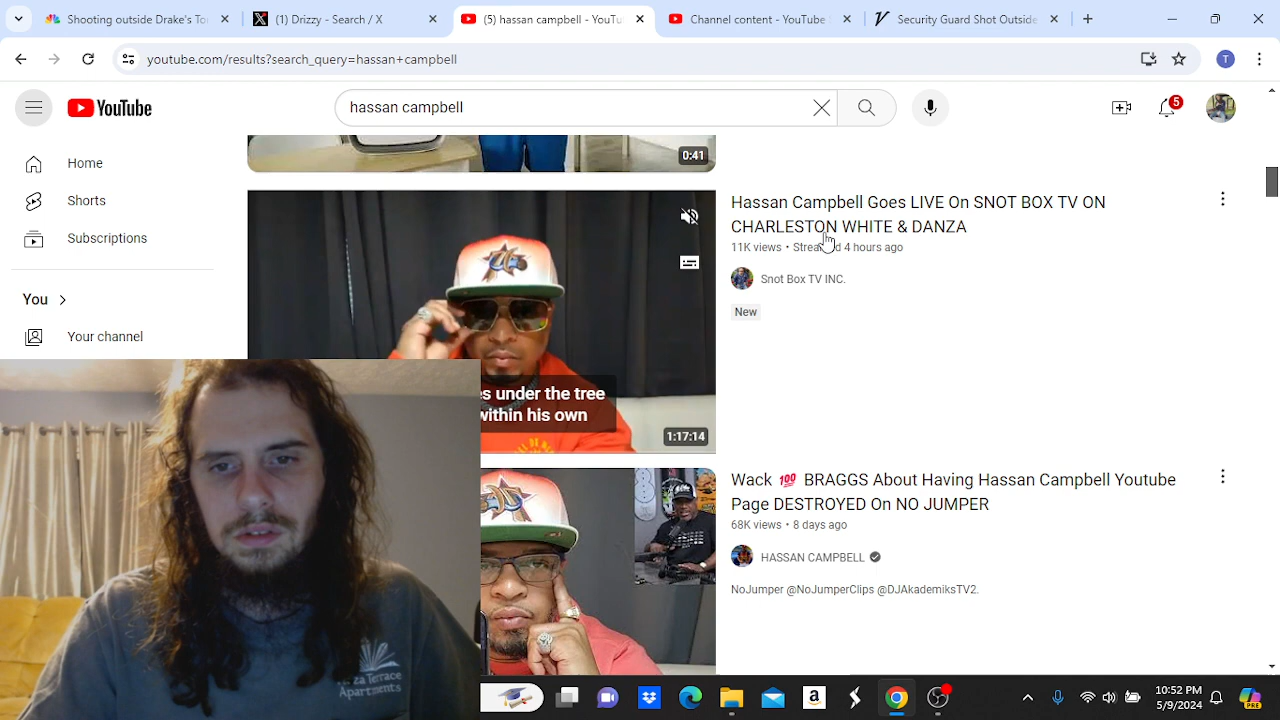 Shooting outside Drake's To
(1) Drizzy - Search / X
(5) hassan campbell - YouTu
Channel content - YouTube
Security Guard Shot Outside
youtube.com/results?search_query=hassan+campbell
YouTube
hassan campbell
5
T
Home
Shorts
Subscriptions
You
Your channel
0:41
es under the tree
within his own
1:17:14
Hassan Campbell Goes LIVE On SNOT BOX TV ON
CHARLESTON WHITE & DANZA
11K views • Strea d 4 hours ago
Snot Box TV INC.
New
Wack 💯 BRAGGS About Having Hassan Campbell Youtube
Page DESTROYED On NO JUMPER
68K views • 8 days ago
HASSAN CAMPBELL
NoJumper @NoJumperClips @DJAkademiksTV2.
Terrace
Apartments
10:52 PM
PRE